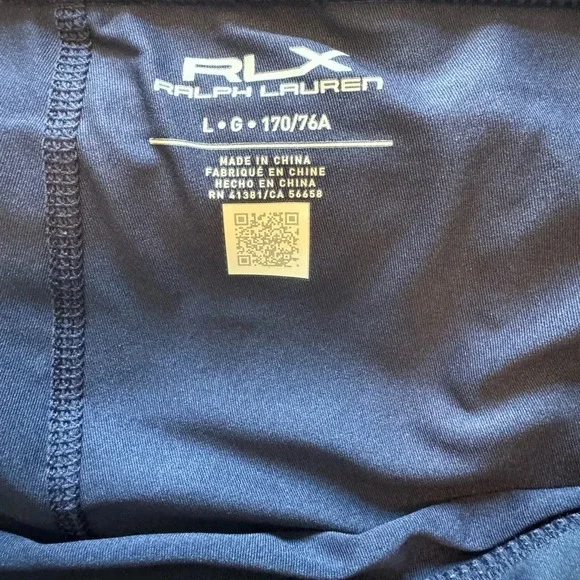 RLX
RALPH LAUREN
L • G • 170/76A
MADE IN CHINA
FABRIQUÉ EN CHINE
HECHO EN CHINA
RN 41381/CA 56658